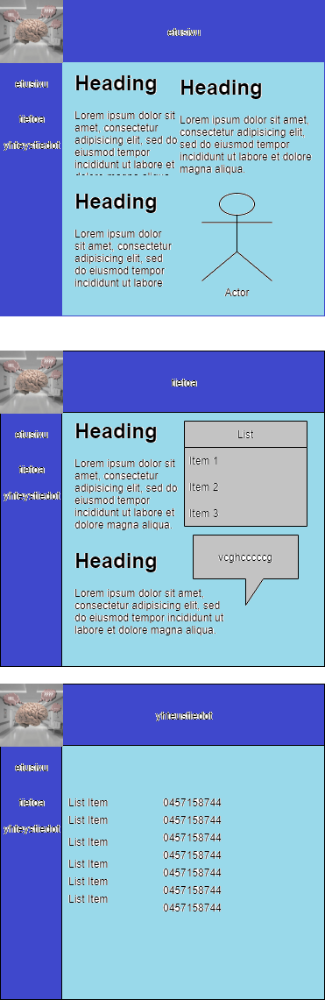 etusivu
etusivu
tietoa
yhteystiedot
Heading
Lorem ipsum dolor sit
amet, consectetur
adipisicing elit, sed do
eiusmod tempor
incididunt ut labore et
Heading
Lorem ipsum dolor sit amet,
consectetur adipisicing elit,
sed do eiusmod tempor
incididunt ut labore et dolore
magna aliqua.
Heading
Lorem ipsum dolor
sit amet, consectetur
adipisicing elit, sed
do eiusmod tempor
incididunt ut labore
Actor
tietoa
etusivu
tietoa
yhteystiedot
Heading
Lorem ipsum dolor sit
amet, consectetur
adipisicing elit, sed do
eiusmod tempor
incididunt ut labore et
dolore magna aliqua.
List
Item 1
Item 2
Item 3
vcghcccccg
Heading
Lorem ipsum dolor sit amet,
consectetur adipisicing elit, sed
do eiusmod tempor incididunt ut
labore et dolore magna aliqua.
yhteustiedot
etusivu
tietoa
yhteystiedot
List Item
List Item
List Item
List Item
List Item
List Item
0457158744
0457158744
0457158744
0457158744
0457158744
0457158744
0457158744